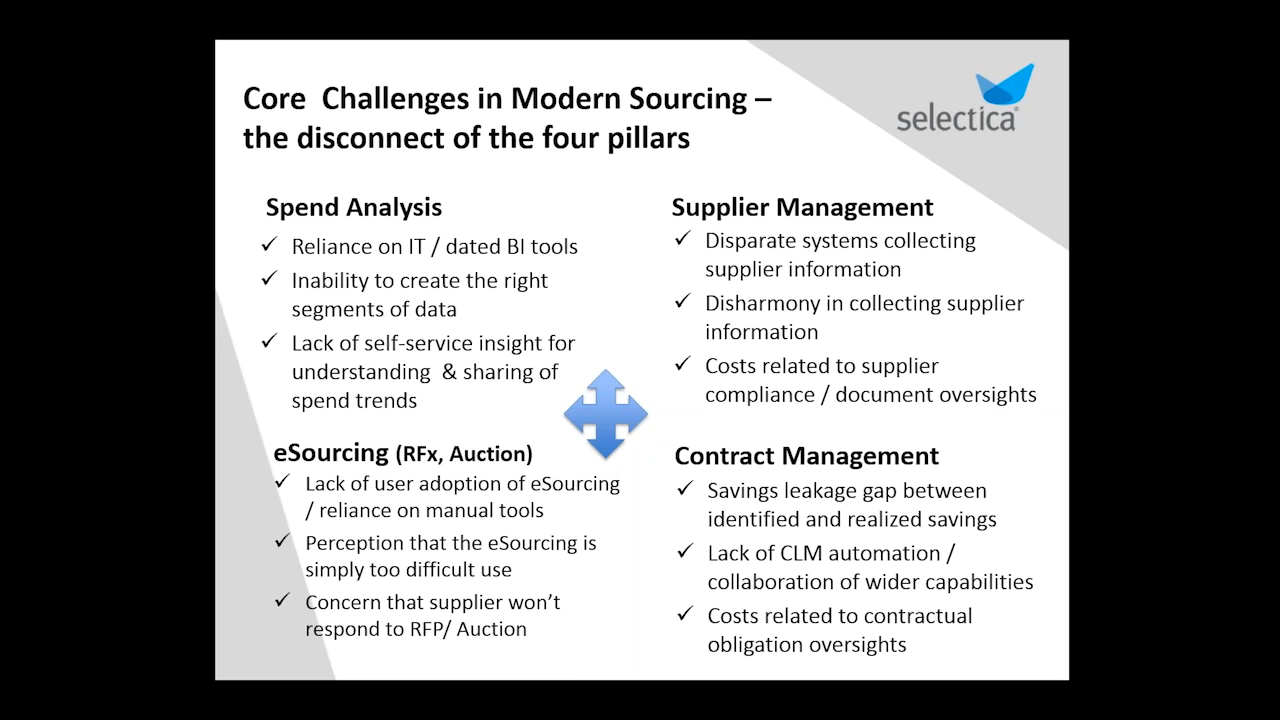 Core  Challenges in Modern Sourcing –
the disconnect of the four pillars
selectica®
Spend Analysis
✓ Reliance on IT / dated BI tools
✓ Inability to create the right
segments of data
✓ Lack of self-service insight for
understanding  & sharing of
spend trends
Supplier Management
✓ Disparate systems collecting
supplier information
✓ Disharmony in collecting supplier
information
✓ Costs related to supplier
compliance / document oversights
eSourcing (RFx, Auction)
✓ Lack of user adoption of eSourcing
/ reliance on manual tools
✓ Perception that the eSourcing is
simply too difficult use
✓ Concern that supplier won’t
respond to RFP/ Auction
Contract Management
✓ Savings leakage gap between
identified and realized savings
✓ Lack of CLM automation /
collaboration of wider capabilities
✓ Costs related to contractual
obligation oversights